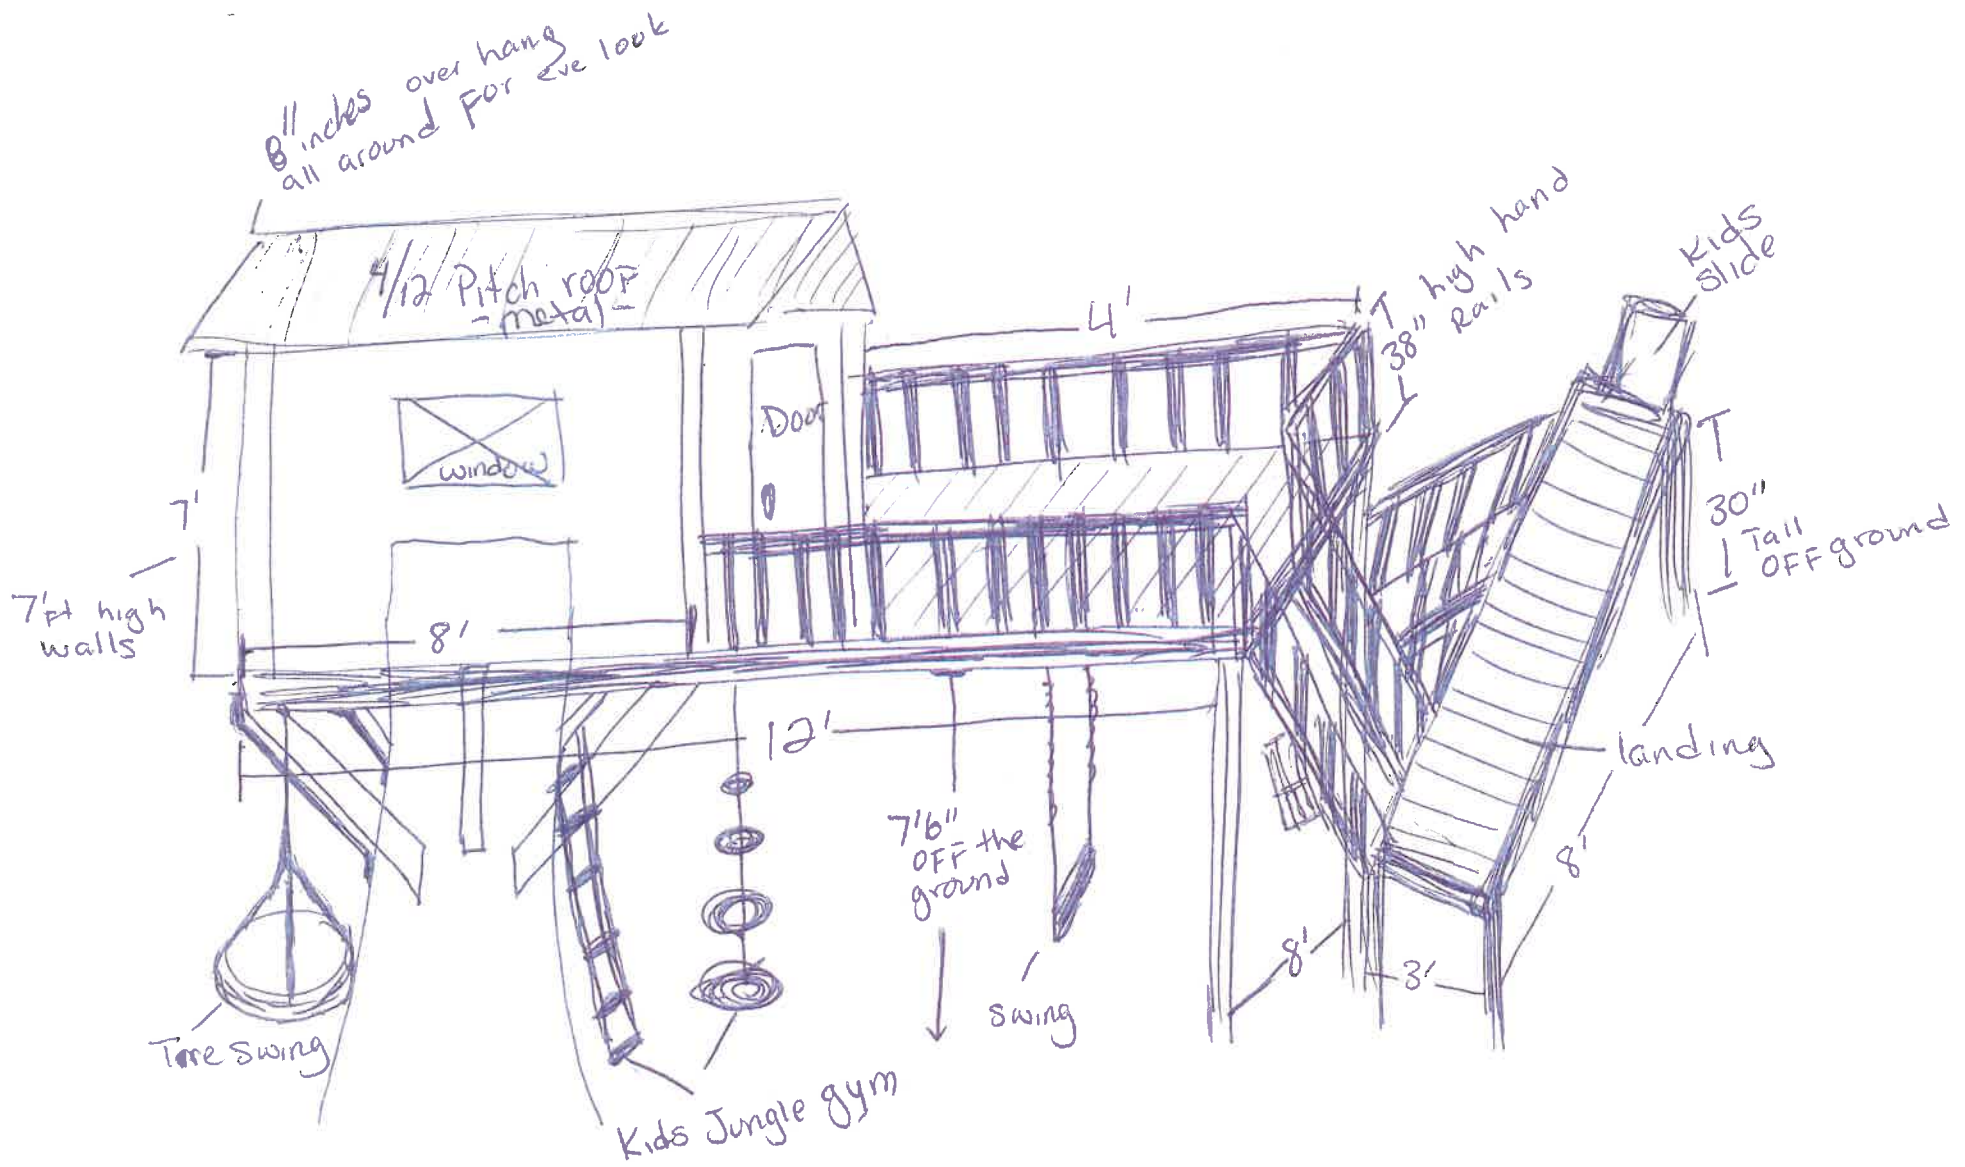 8" inches over hang
all around For eve look
4/12 Pitch roof
- metal -
4'
38" high hand
Rails
Kids
Slide
Door
window
7'
7'ft high
walls
8'
30"
Tall
OFF ground
12'
landing
7'6"
OFF the
ground
8'
8'
3'
swing
Tire swing
Kids Jungle gym